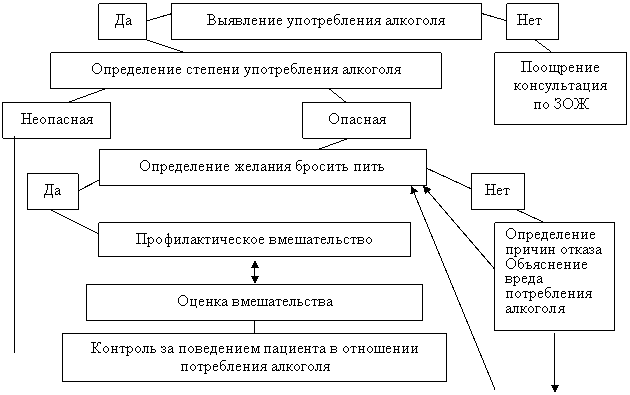 Да
Выявление употребления алкоголя
Нет
Определение степени употребления алкоголя
Поощрение
консультация
по ЗОЖ
Неопасная
Опасная
Определение желания бросить пить
Да
Нет
Профилактическое вмешательство
Определение
причин отказа
Объяснение
вреда
потребления
алкоголя
Оценка вмешательства
Контроль за поведением пациента в отношении
потребления алкоголя